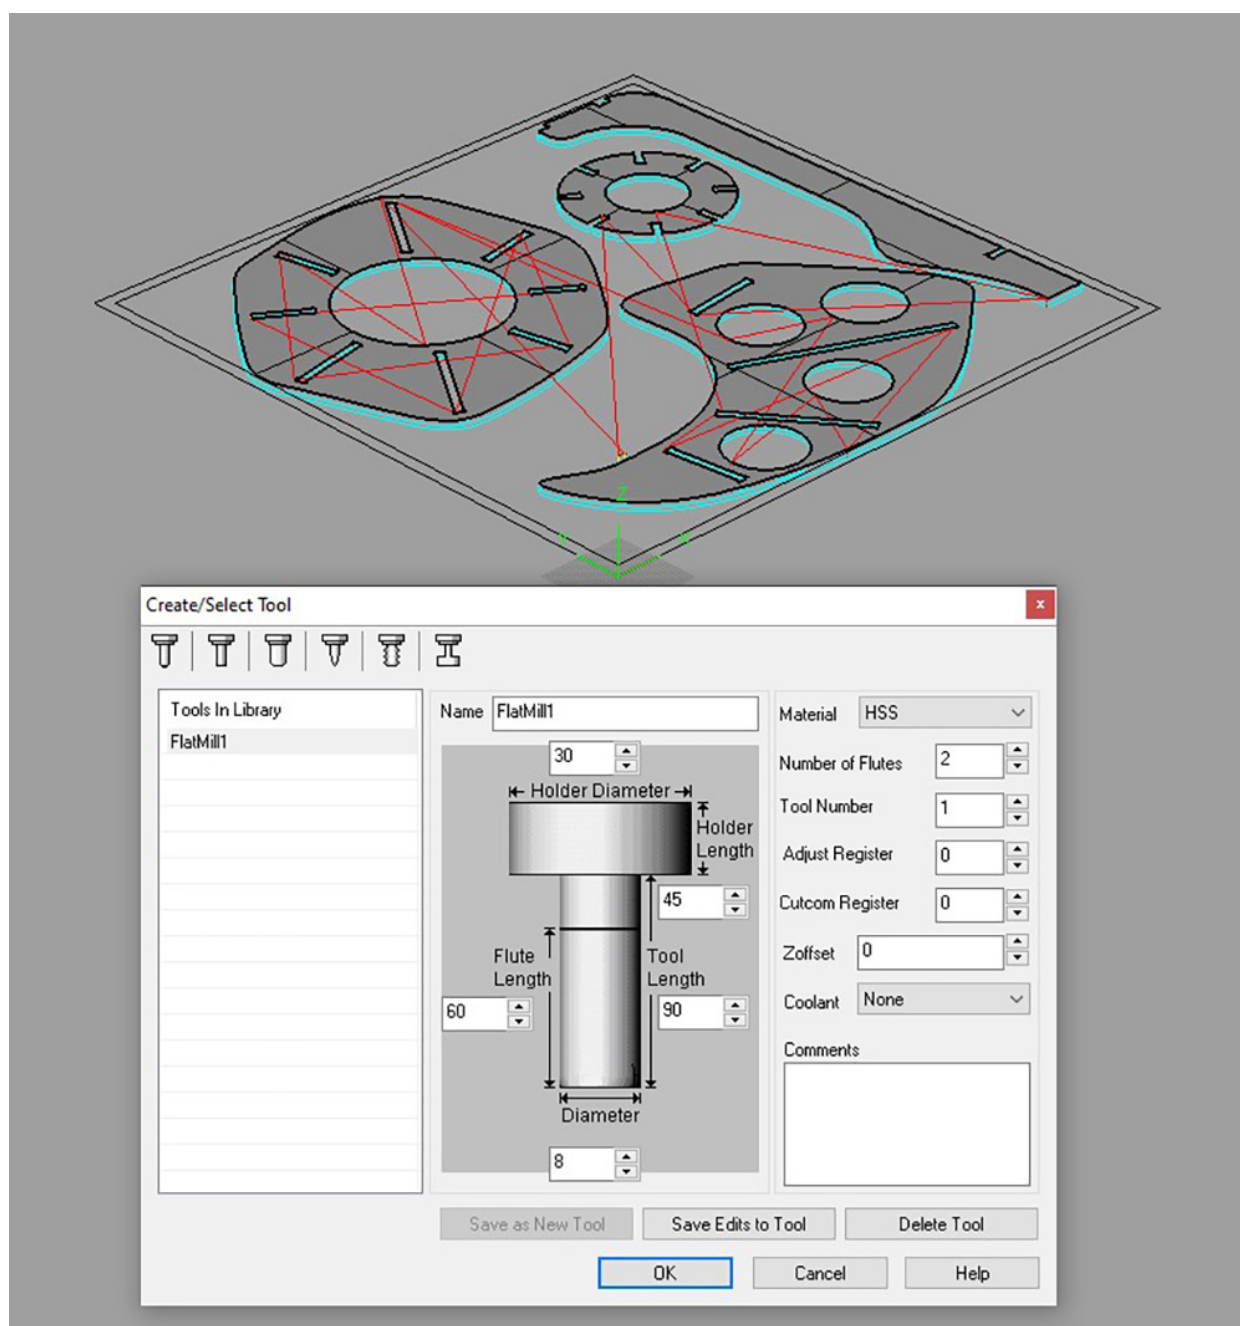 Z
Y
X
Create/Select Tool
x
Tools In Library
FlatMill1
Name FlatMill1
30
Holder Diameter
Holder
Length
45
Flute
Length
Tool
Length
60
90
Diameter
8
Material HSS
Number of Flutes 2
Tool Number 1
Adjust Register 0
Cutcom Register 0
Zoffset 0
Coolant None
Comments
Save as New Tool Save Edits to Tool Delete Tool
OK Cancel Help